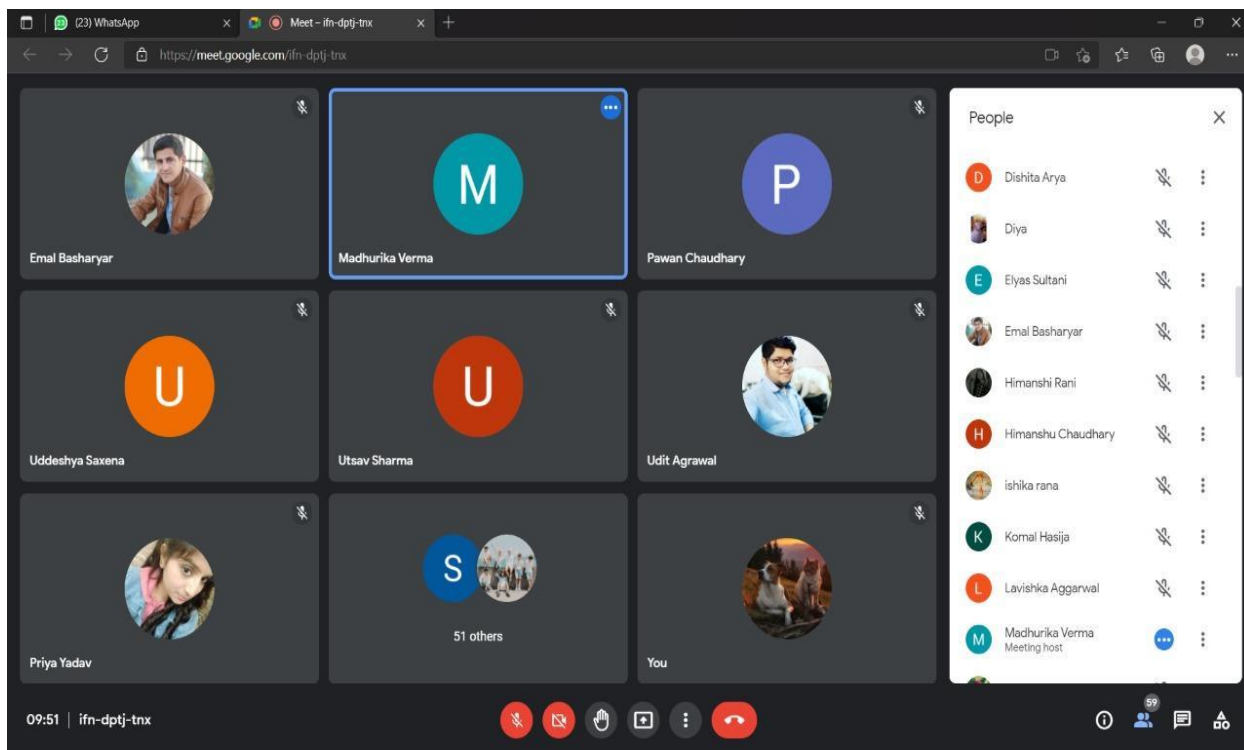 (23) WhatsApp
Meet – ifn-dptj-tnx
https://meet.google.com/ifn-dptj-tnx
Emal Basharyar
M
Madhurika Verma
P
Pawan Chaudhary
U
Uddeshya Saxena
U
Utsav Sharma
Udit Agrawal
Priya Yadav
S
51 others
You
People
D Dishita Arya
Diya
E Elyas Sultani
Emal Basharyar
Himanshi Rani
H Himanshu Chaudhary
ishika rana
K Komal Hasija
L Lavishka Aggarwal
M Madhurika Verma
Meeting host
09:51 | ifn-dptj-tnx
59